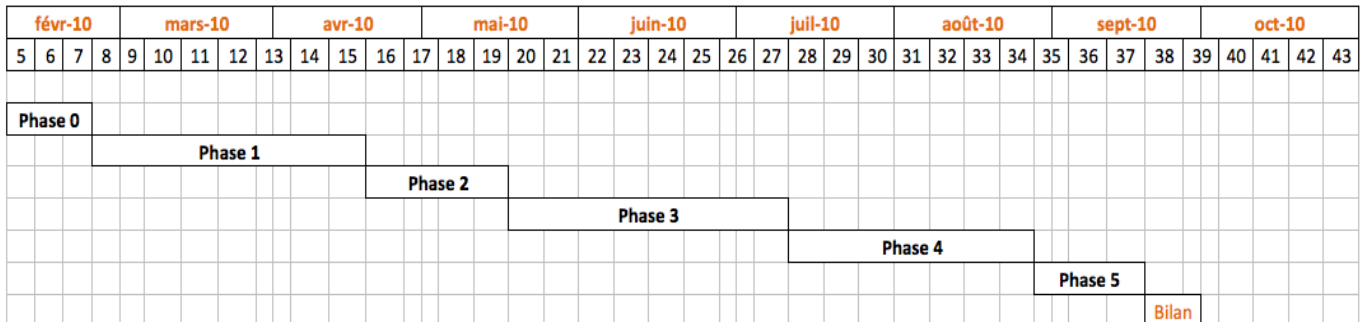 févr-10 mars-10 avr-10 mai-10 juin-10 juil-10 août-10 sept-10 oct-10
5 6 7 8 9 10 11 12 13 14 15 16 17 18 19 20 21 22 23 24 25 26 27 28 29 30 31 32 33 34 35 36 37 38 39 40 41 42 43
Phase 0
Phase 1
Phase 2
Phase 3
Phase 4
Phase 5
Bilan